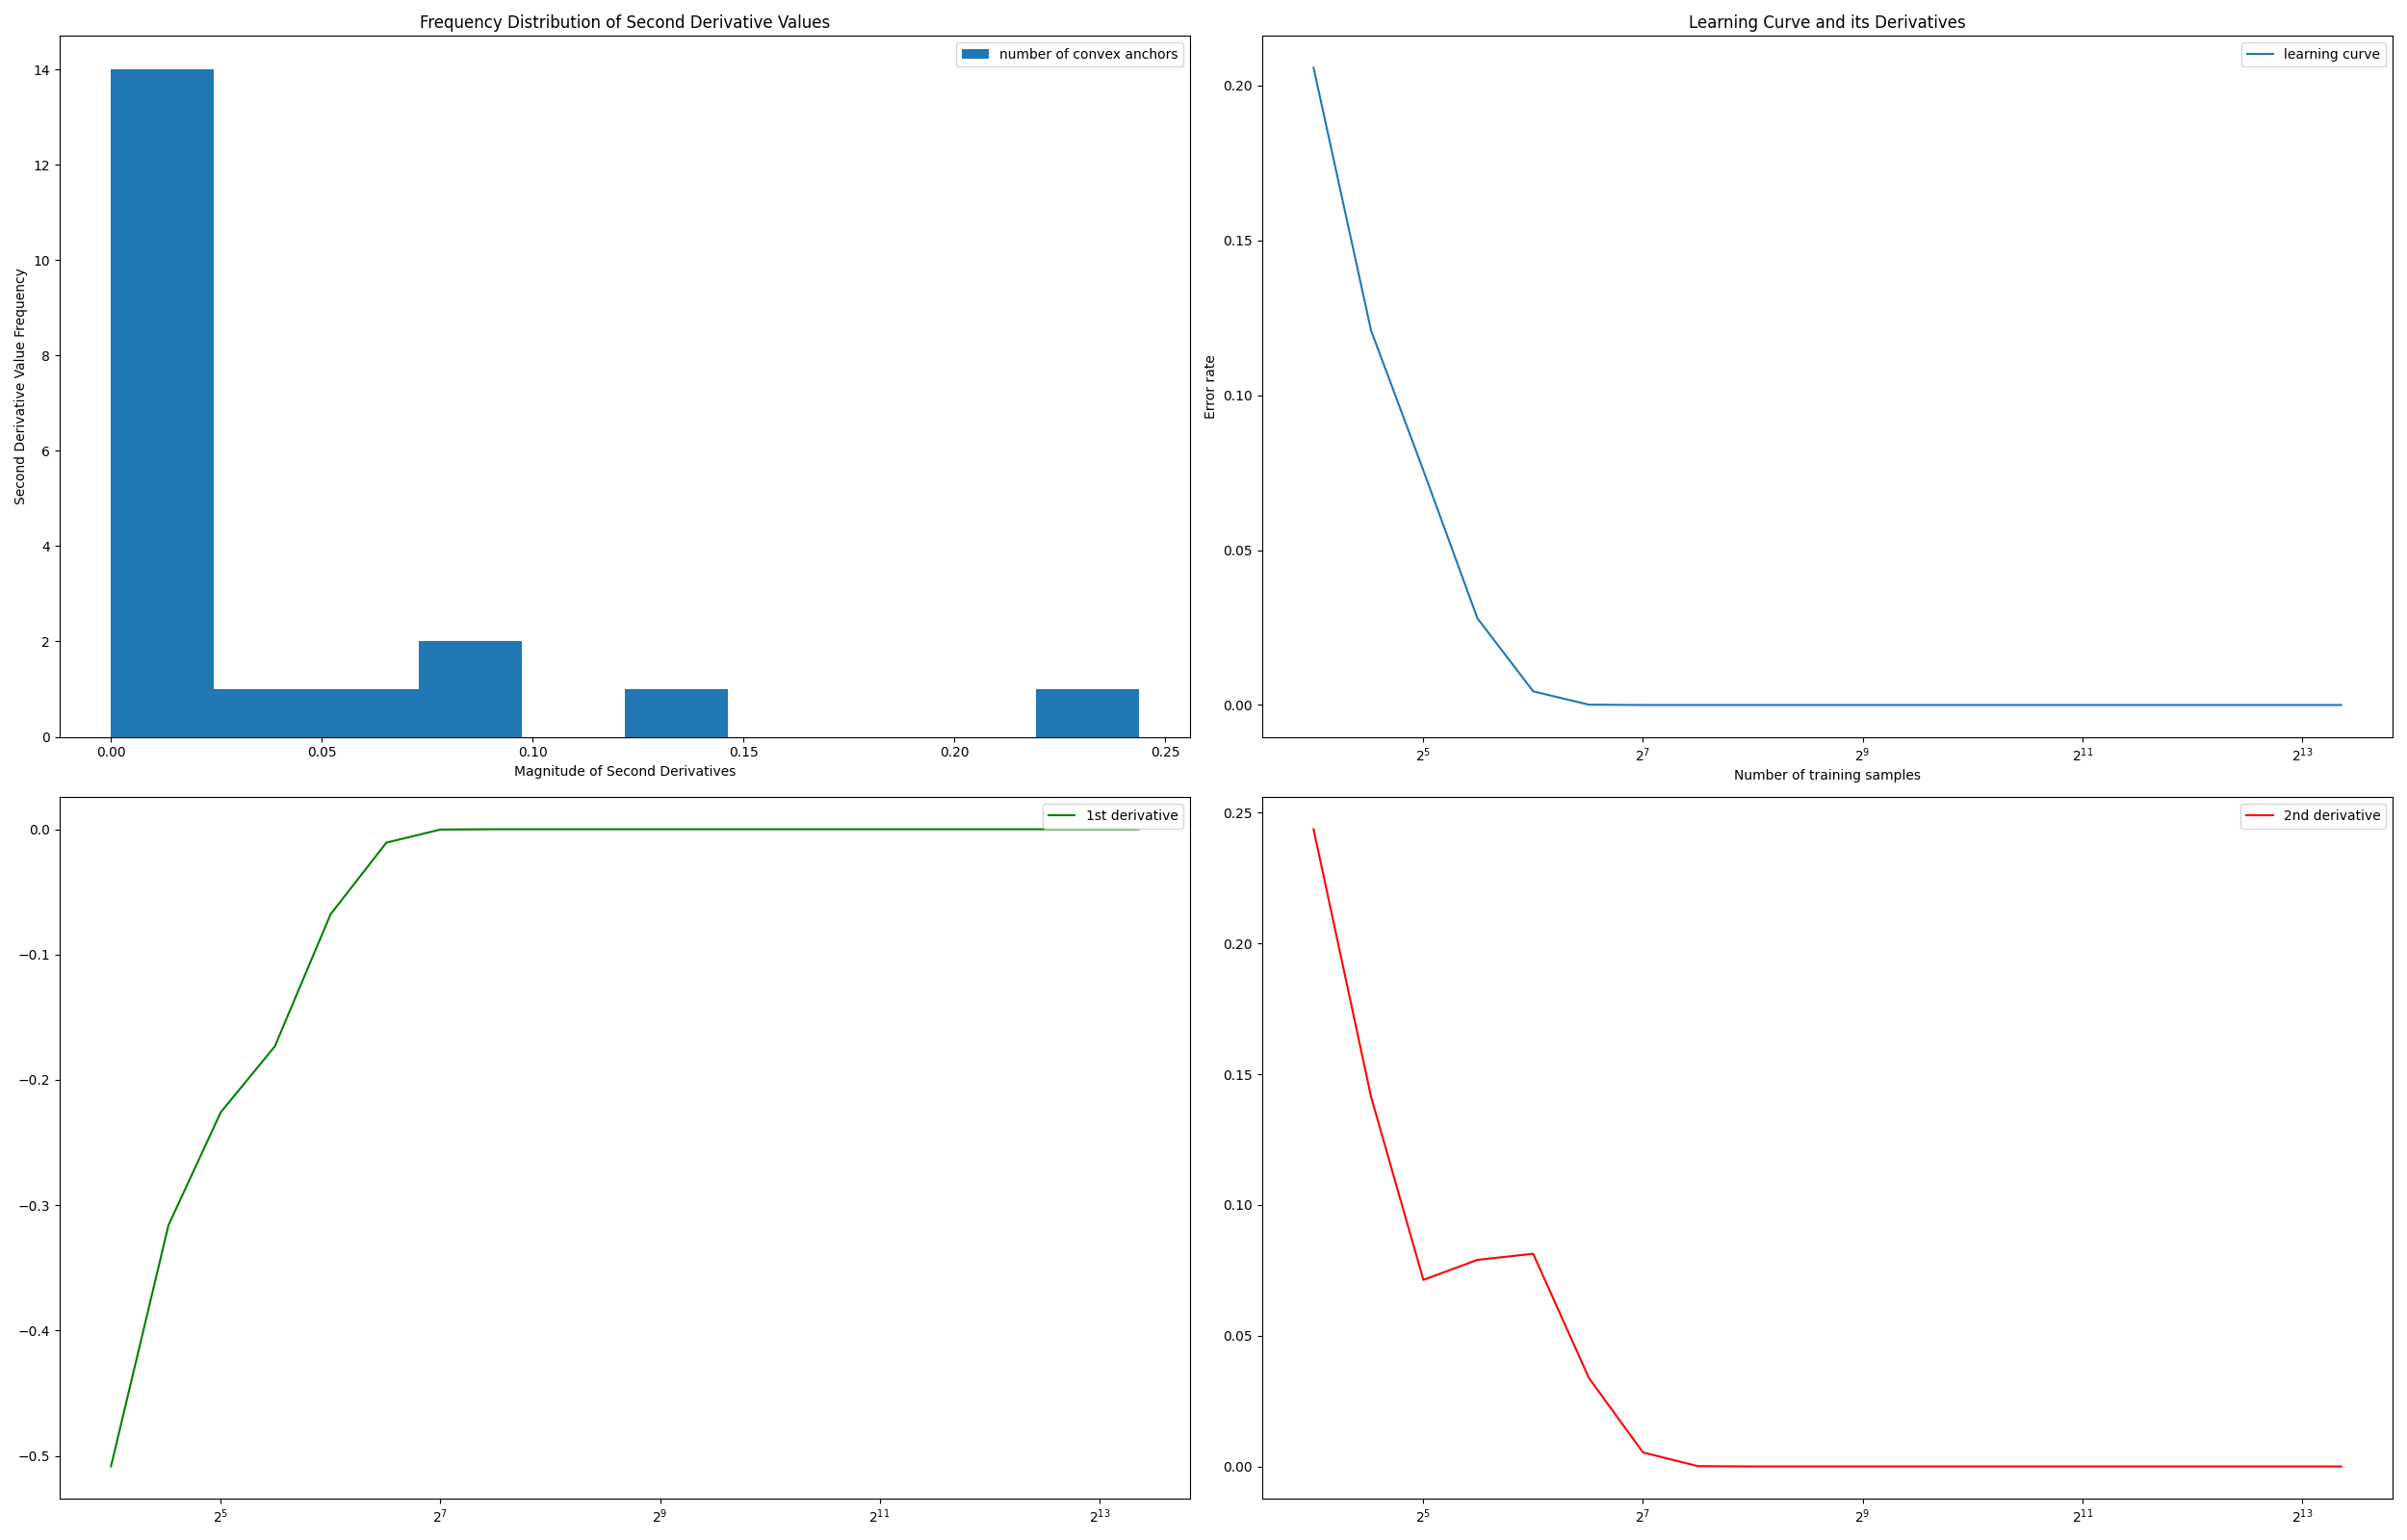 Frequency Distribution of Second Derivative Values
number of convex anchors
Second Derivative Value Frequency
14
12
10
8
6
4
2
0
0.00 0.05 0.10 0.15 0.20 0.25
Magnitude of Second Derivatives
Learning Curve and its Derivatives
learning curve
Error rate
0.20
0.15
0.10
0.05
0.00
2⁵ 2⁷ 2⁹ 2¹¹ 2¹³
Number of training samples
1st derivative
0.0
−0.1
−0.2
−0.3
−0.4
−0.5
2⁵ 2⁷ 2⁹ 2¹¹ 2¹³
2nd derivative
0.25
0.20
0.15
0.10
0.05
0.00
2⁵ 2⁷ 2⁹ 2¹¹ 2¹³